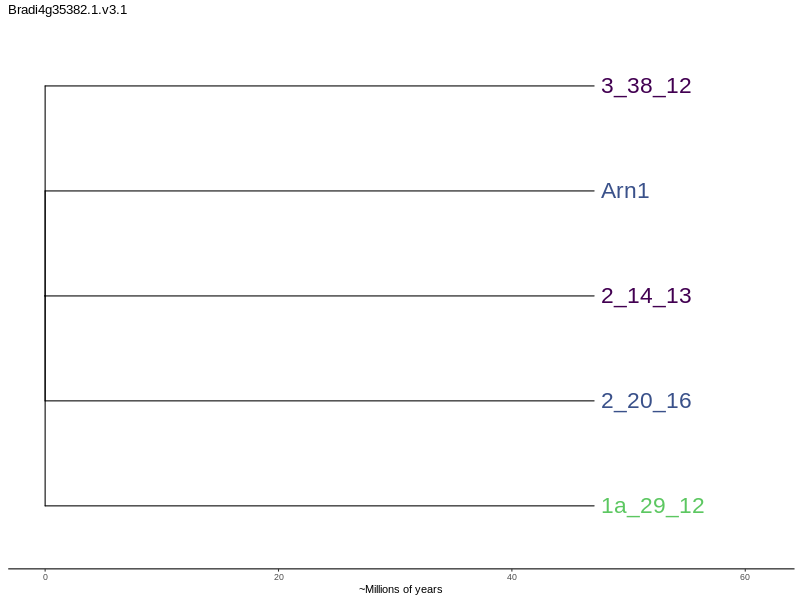 Bradi4g35382.1.v3.1
3_38_12
Arn1
2_14_13
2_20_16
1a_29_12
0 20 40 60
~Millions of years